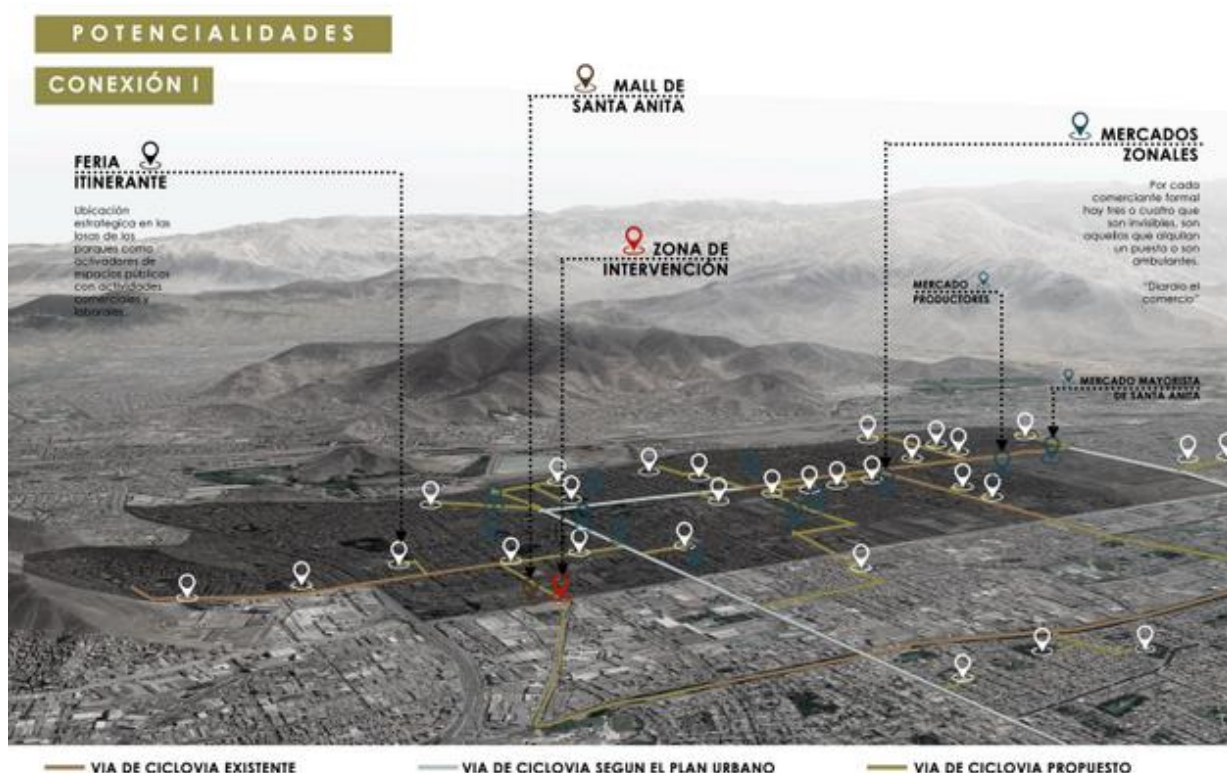 POTENCIALIDADES
CONEXIÓN I
MALL DE
SANTA ANITA
FERIA
ITINERANTE
Ubicación
estrategica en las
losas de los
parques como
activadores de
espacios públicos
con actividades
comerciales y
laborales.
ZONA DE
INTERVENCIÓN
MERCADOS
ZONALES
Por cada
comerciante formal
hay tres o cuatro que
son invisibles, son
aquellos que alquilan
un puesto o son
ambulantes.
"Diaraio el
comercio"
MERCADO
PRODUCTORES
MERCADO MAYORISTA
DE SANTA ANITA
VIA DE CICLOVIA EXISTENTE
VIA DE CICLOVIA SEGUN EL PLAN URBANO
VIA DE CICLOVIA PROPUESTO